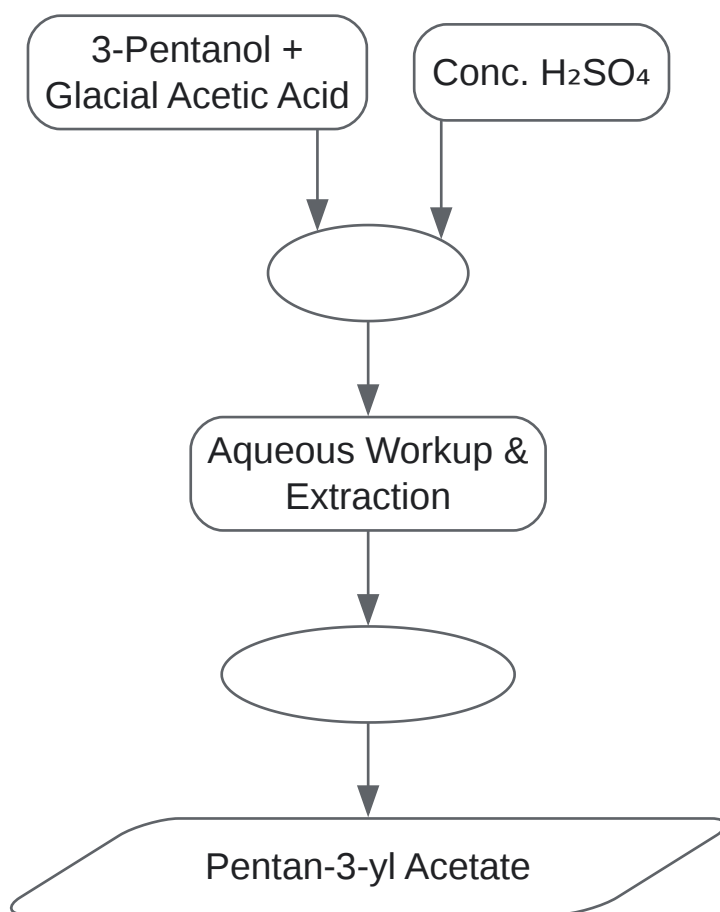 3-Pentanol +
Glacial Acetic Acid
Conc. H₂SO₄
Aqueous Workup &
Extraction
Pentan-3-yl Acetate